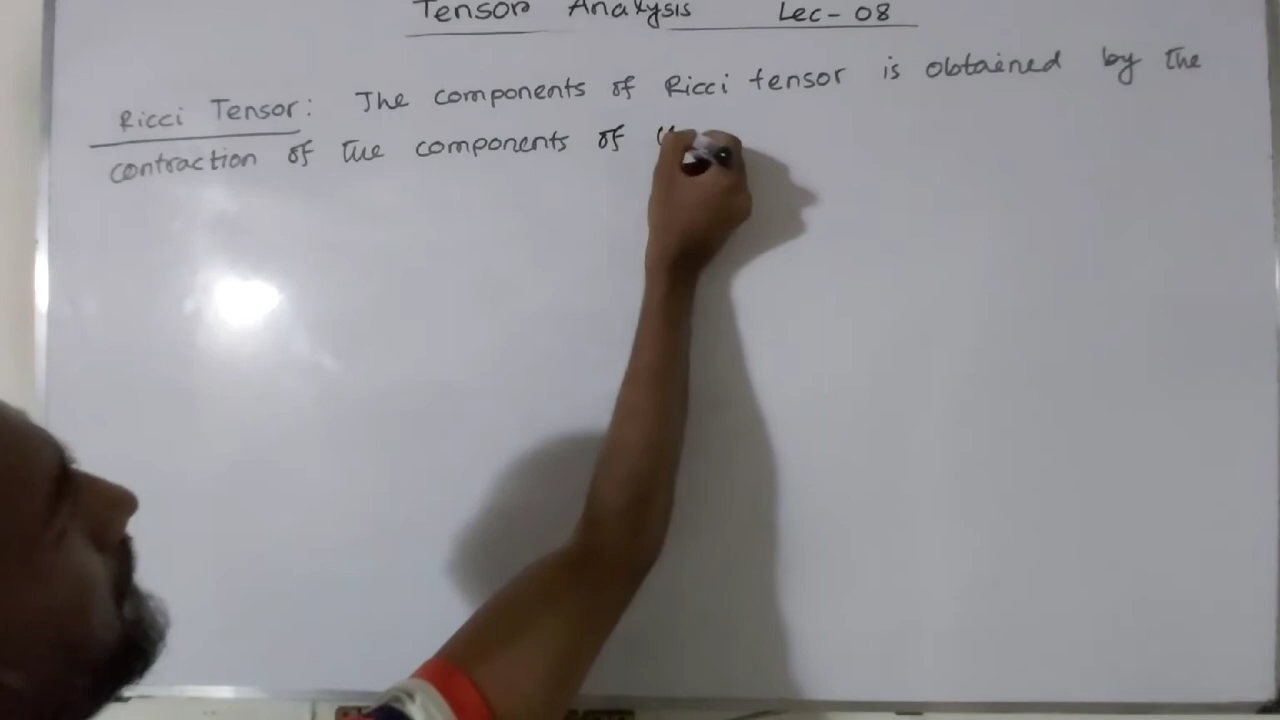 Tensor Analysis Lec-08
Ricci Tensor: The components of Ricci tensor is obtained by the
contraction of the components of